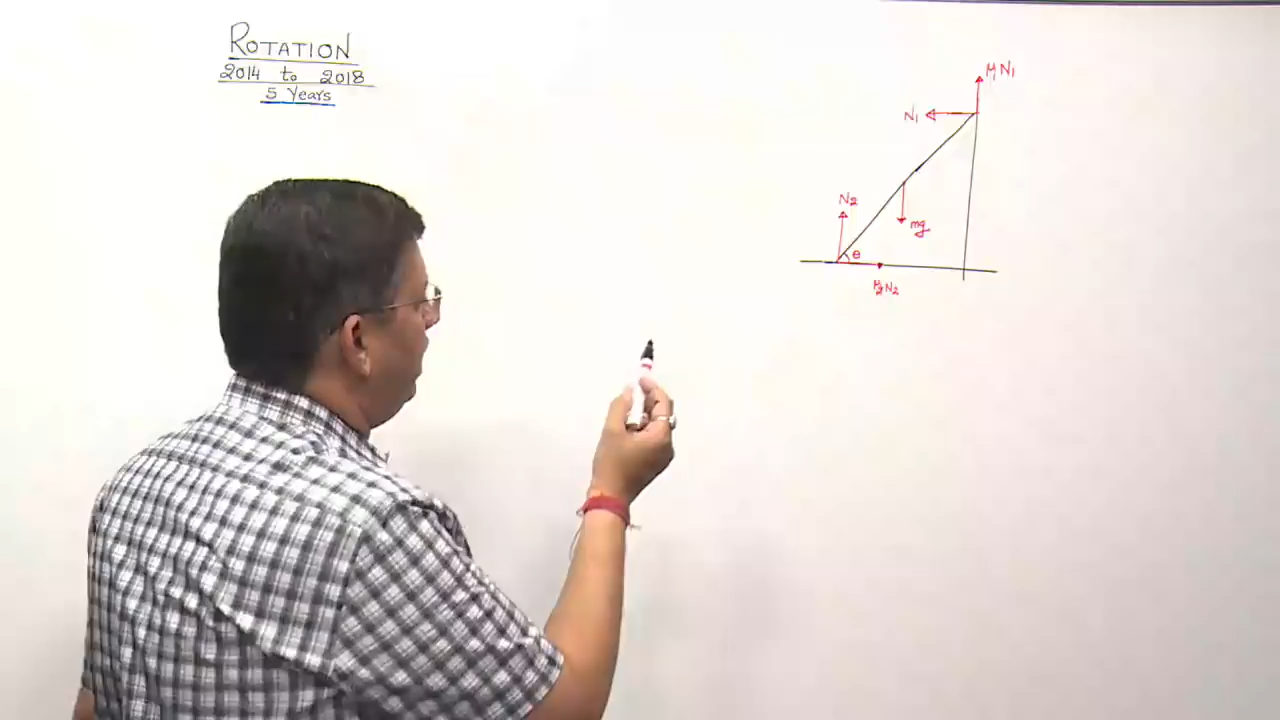 ROTATION
2014 to 2018
5 Years
μ₁N₁
N₁
N₂
mg
θ
μ₂N₂